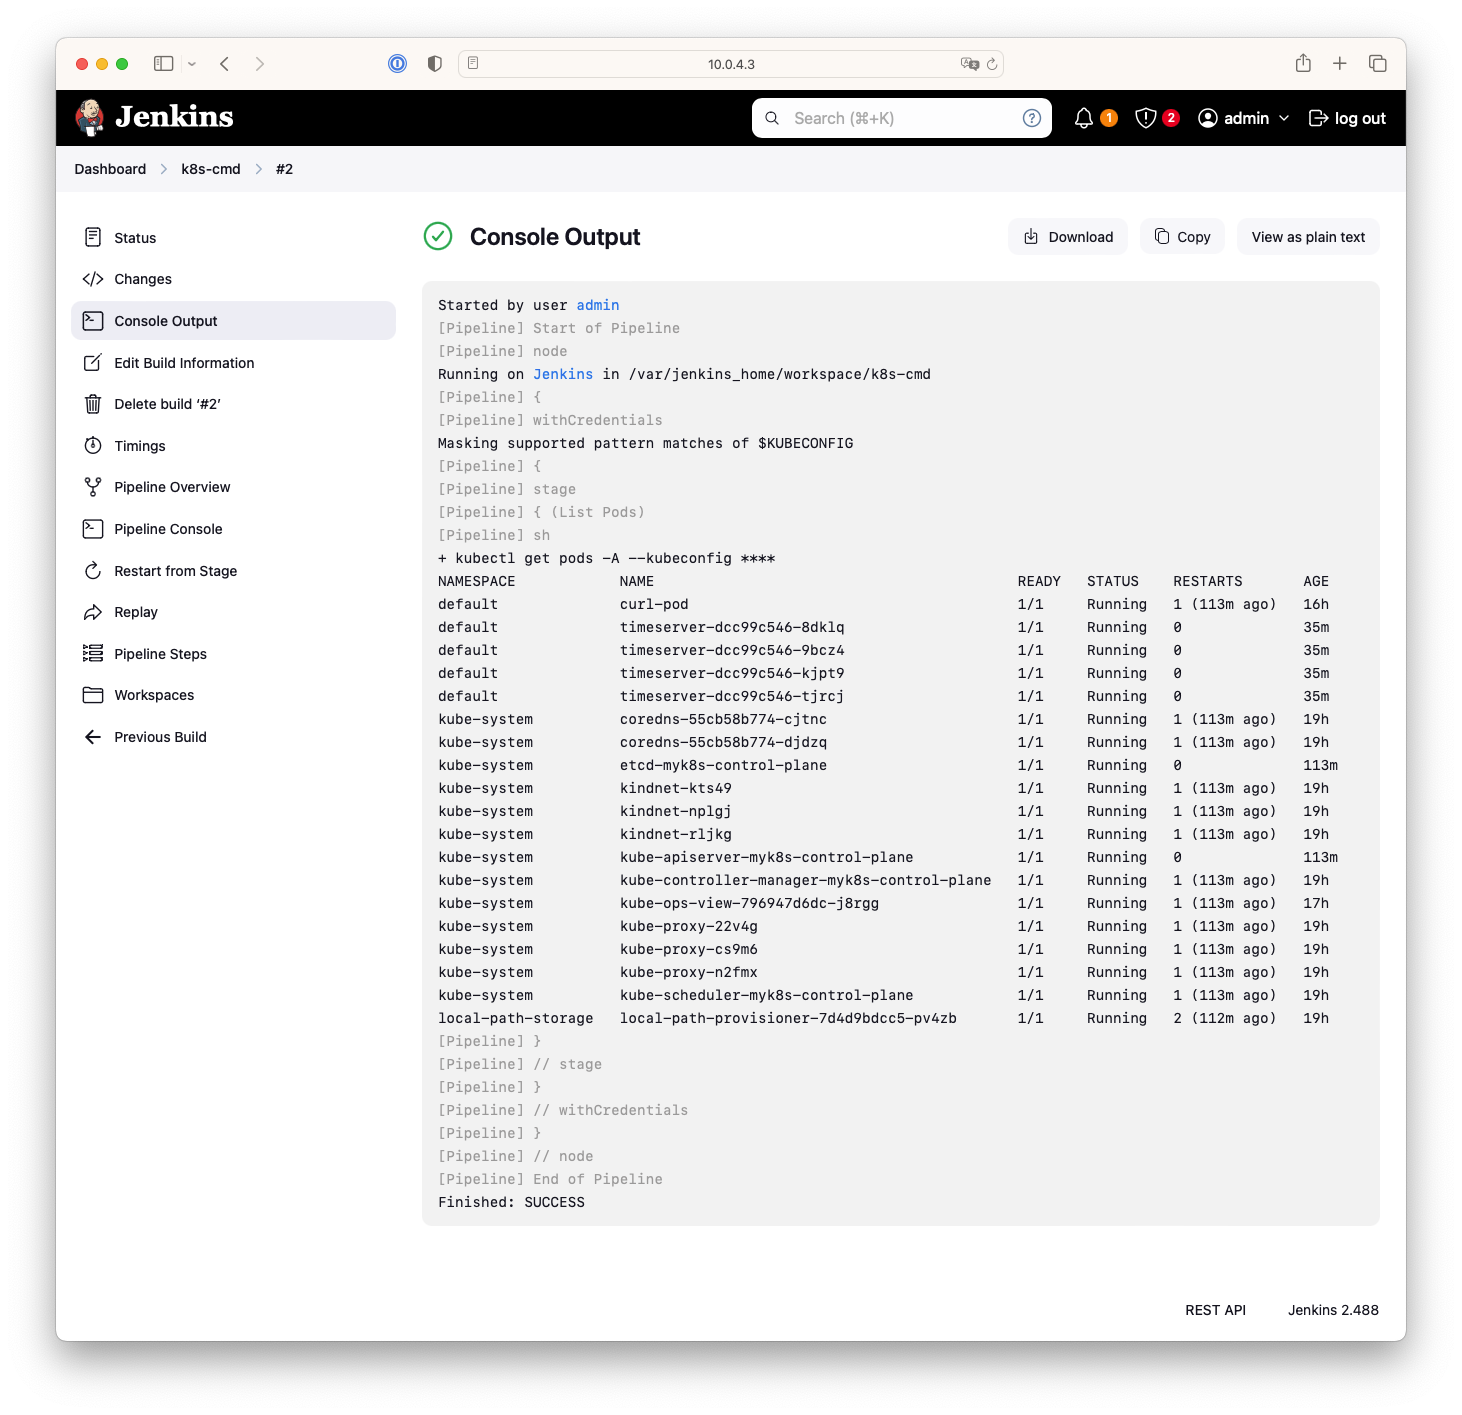 10.0.4.3
Jenkins
Search (⌘+K)
1
2
admin
log out
Dashboard
k8s-cmd
#2
Status
Changes
Console Output
Edit Build Information
Delete build ‘#2’
Timings
Pipeline Overview
Pipeline Console
Restart from Stage
Replay
Pipeline Steps
Workspaces
Previous Build
Console Output
Download
Copy
View as plain text
Started by user admin
[Pipeline] Start of Pipeline
[Pipeline] node
Running on Jenkins in /var/jenkins_home/workspace/k8s-cmd
[Pipeline] {
[Pipeline] withCredentials
Masking supported pattern matches of $KUBECONFIG
[Pipeline] {
[Pipeline] stage
[Pipeline] { (List Pods)
[Pipeline] sh
+ kubectl get pods -A --kubeconfig ****
NAMESPACE NAME READY STATUS RESTARTS AGE
default curl-pod 1/1 Running 1 (113m ago) 16h
default timeserver-dcc99c546-8dklq 1/1 Running 0 35m
default timeserver-dcc99c546-9bcz4 1/1 Running 0 35m
default timeserver-dcc99c546-kjpt9 1/1 Running 0 35m
default timeserver-dcc99c546-tjrcj 1/1 Running 0 35m
kube-system coredns-55cb58b774-cjtnc 1/1 Running 1 (113m ago) 19h
kube-system coredns-55cb58b774-djdzq 1/1 Running 1 (113m ago) 19h
kube-system etcd-myk8s-control-plane 1/1 Running 0 113m
kube-system kindnet-kts49 1/1 Running 1 (113m ago) 19h
kube-system kindnet-nplgj 1/1 Running 1 (113m ago) 19h
kube-system kindnet-rljkg 1/1 Running 1 (113m ago) 19h
kube-system kube-apiserver-myk8s-control-plane 1/1 Running 0 113m
kube-system kube-controller-manager-myk8s-control-plane 1/1 Running 1 (113m ago) 19h
kube-system kube-ops-view-796947d6dc-j8rgg 1/1 Running 1 (113m ago) 17h
kube-system kube-proxy-22v4g 1/1 Running 1 (113m ago) 19h
kube-system kube-proxy-cs9m6 1/1 Running 1 (113m ago) 19h
kube-system kube-proxy-n2fmx 1/1 Running 1 (113m ago) 19h
kube-system kube-scheduler-myk8s-control-plane 1/1 Running 1 (113m ago) 19h
local-path-storage local-path-provisioner-7d4d9bdcc5-pv4zb 1/1 Running 2 (112m ago) 19h
[Pipeline] }
[Pipeline] // stage
[Pipeline] }
[Pipeline] // withCredentials
[Pipeline] }
[Pipeline] // node
[Pipeline] End of Pipeline
Finished: SUCCESS
REST API
Jenkins 2.488